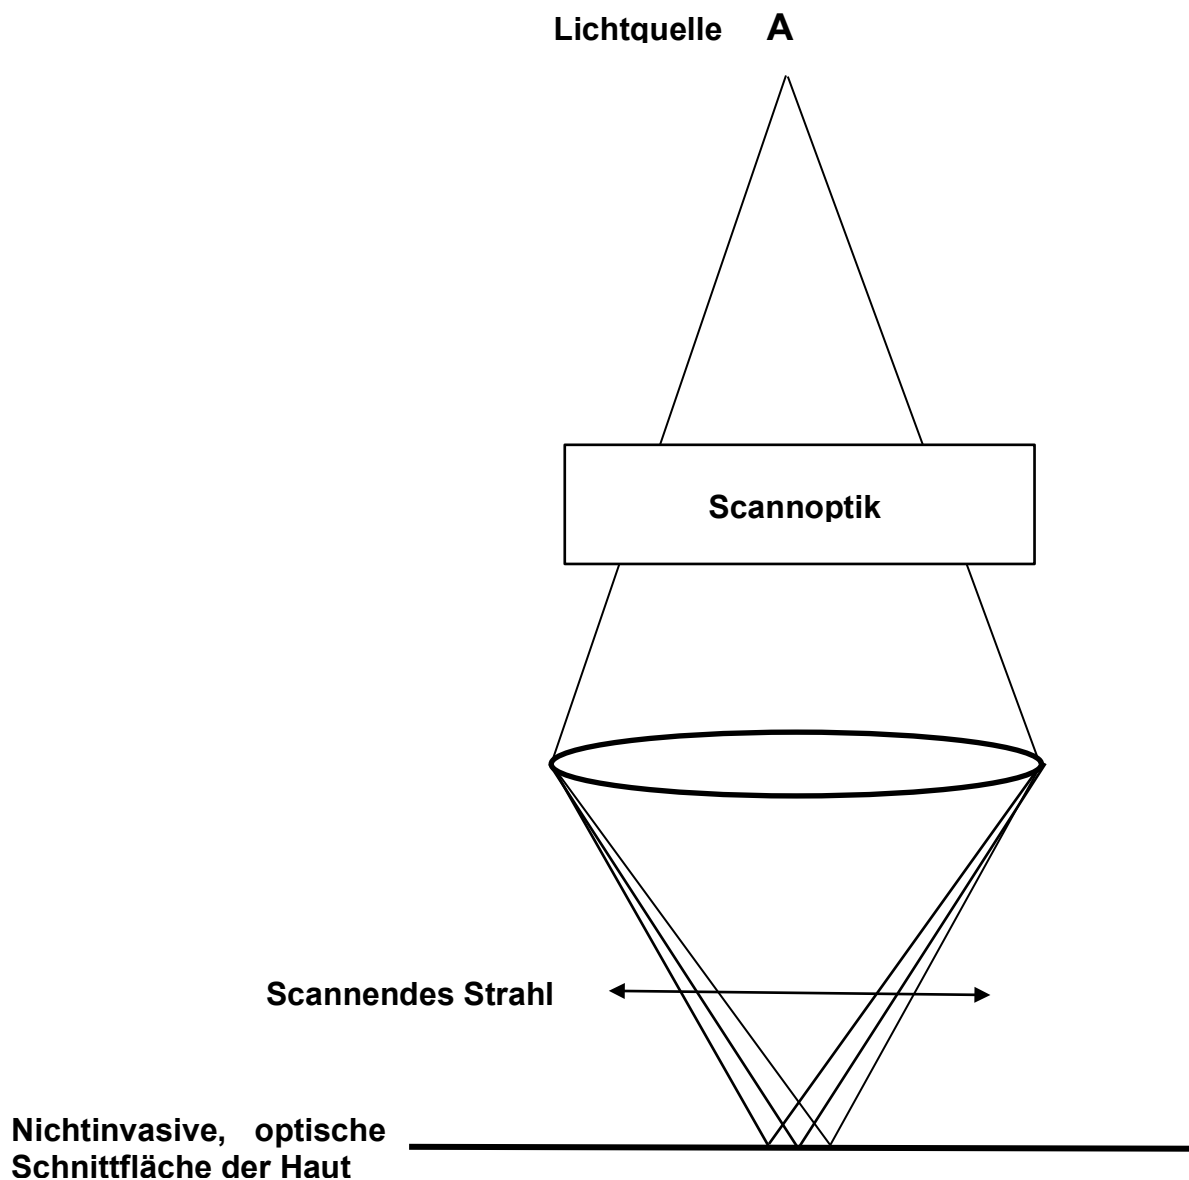 Lichtquelle A
Scannoptik
Scannendes Strahl
Nichtinvasive, optische
Schnittfläche der Haut